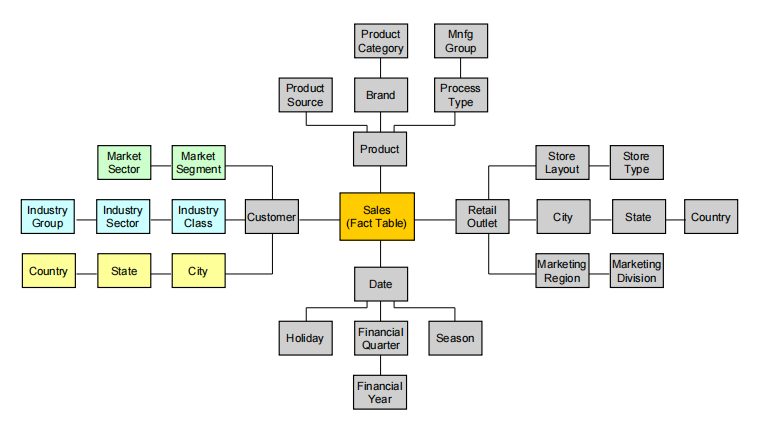 Product
Category
Mnfg
Group
Product
Source
Brand
Process
Type
Product
Market
Sector
Market
Segment
Store
Layout
Store
Type
Industry
Group
Industry
Sector
Industry
Class
Customer
Sales
(Fact Table)
Retail
Outlet
City
State
Country
Country
State
City
Date
Marketing
Region
Marketing
Division
Holiday
Financial
Quarter
Season
Financial
Year